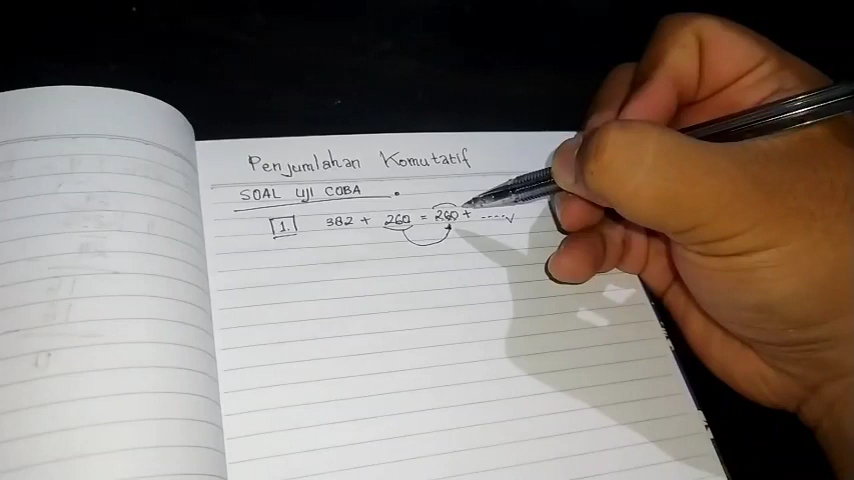 Penjumlahan Komutatif
SOAL UJI COBA .
1. 382 + 260 = 260 + .....